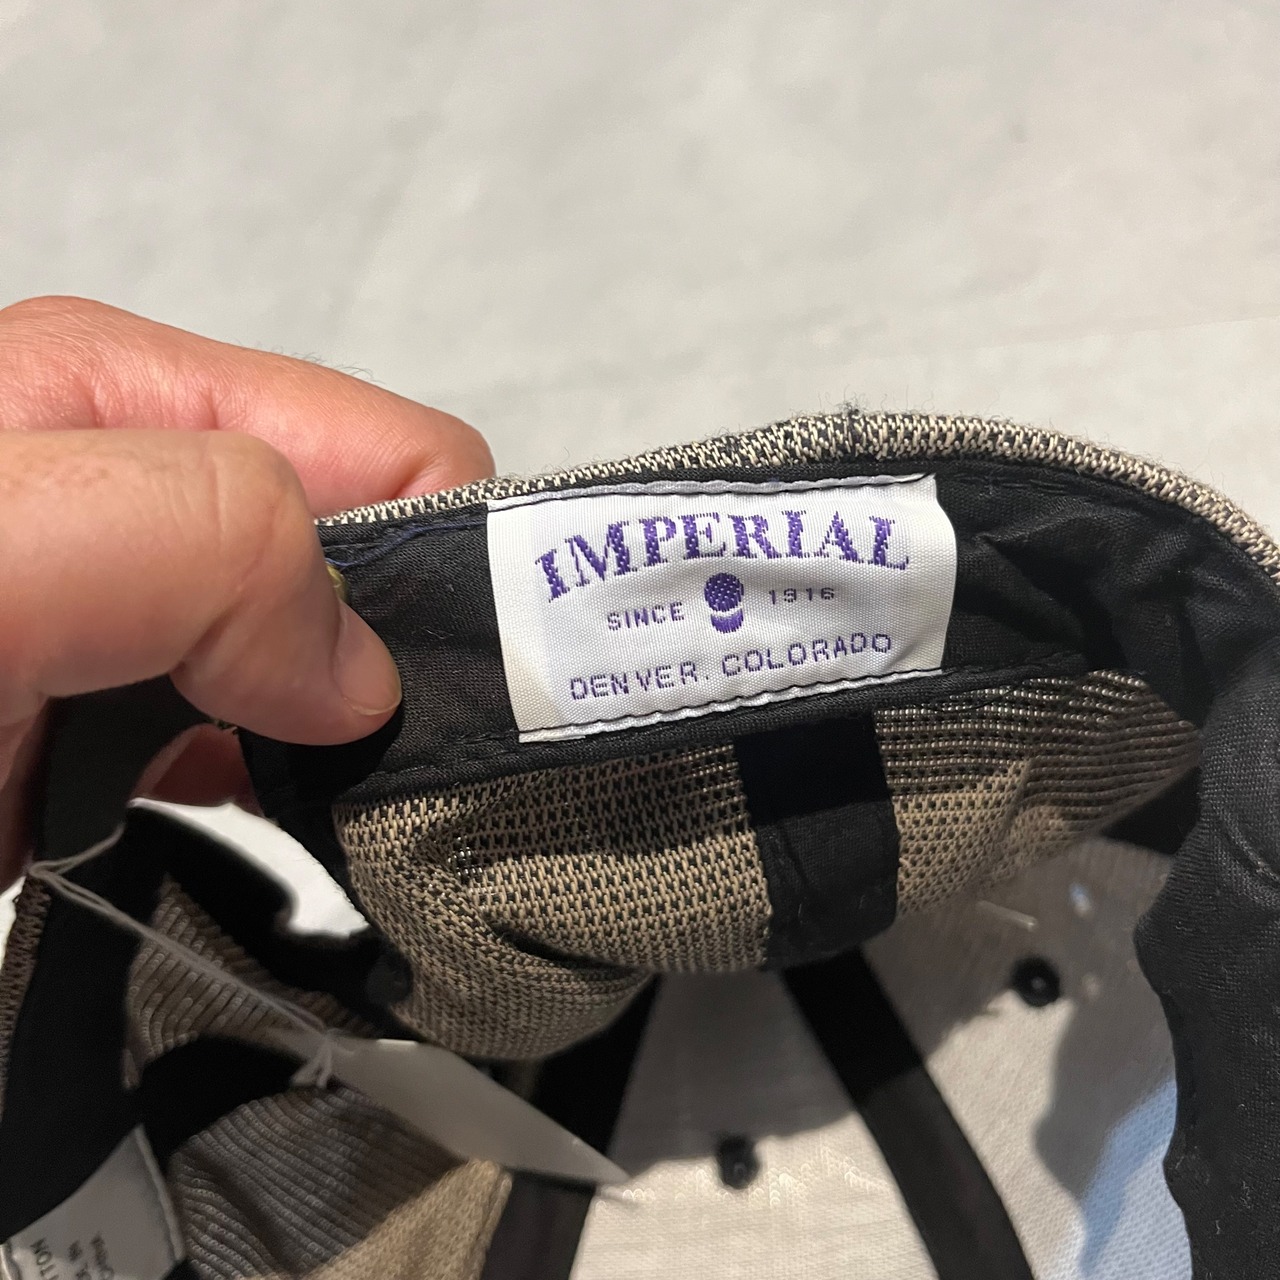 IMPERIAL
SINCE 1916
DENVER, COLORADO